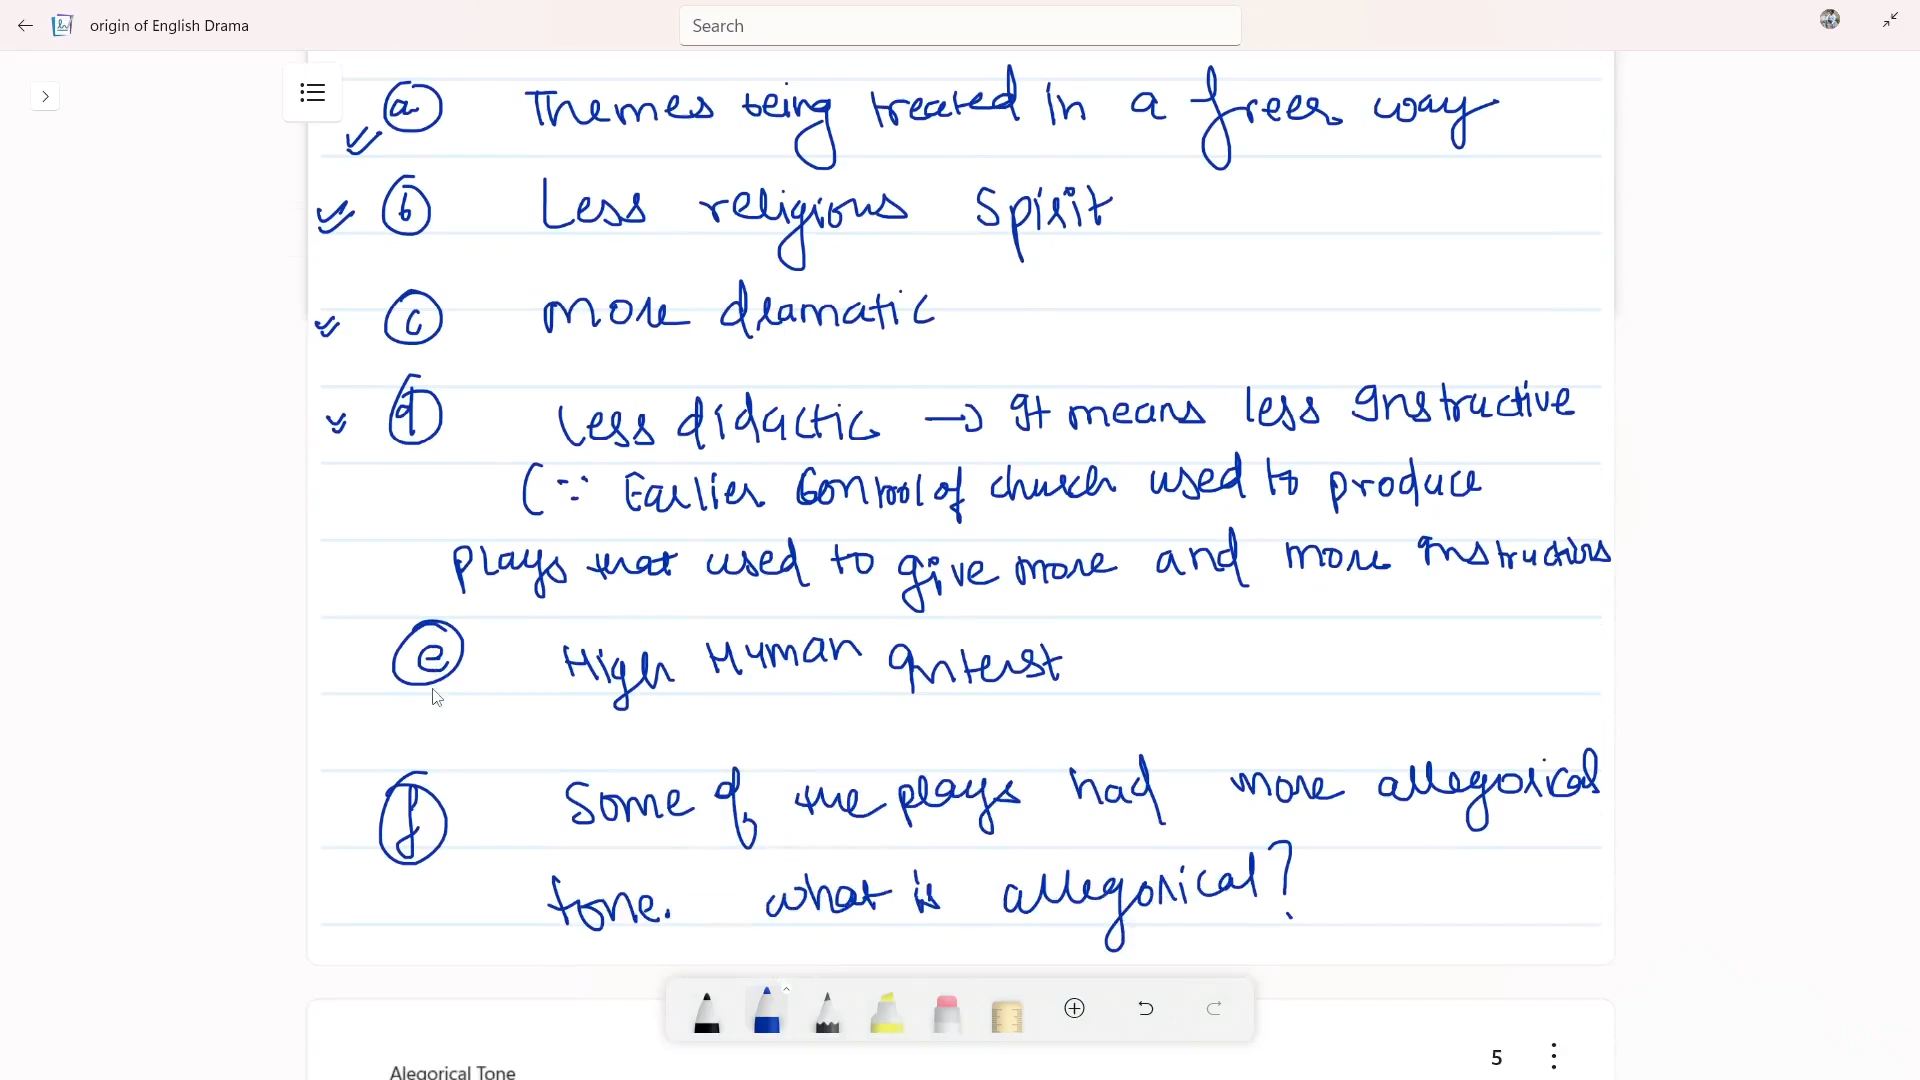 origin of English Drama
Search
a Themes being treated in a freer way
b Less religious spirit
c More dramatic
d Less didactic → It means less Instructive
(∵ Earlier control of church used to produce
plays that used to give more and more Instructions
e High Human Interst
f Some of the plays had more allegorical
tone. what is allegorical?
5
Alegorical Tone